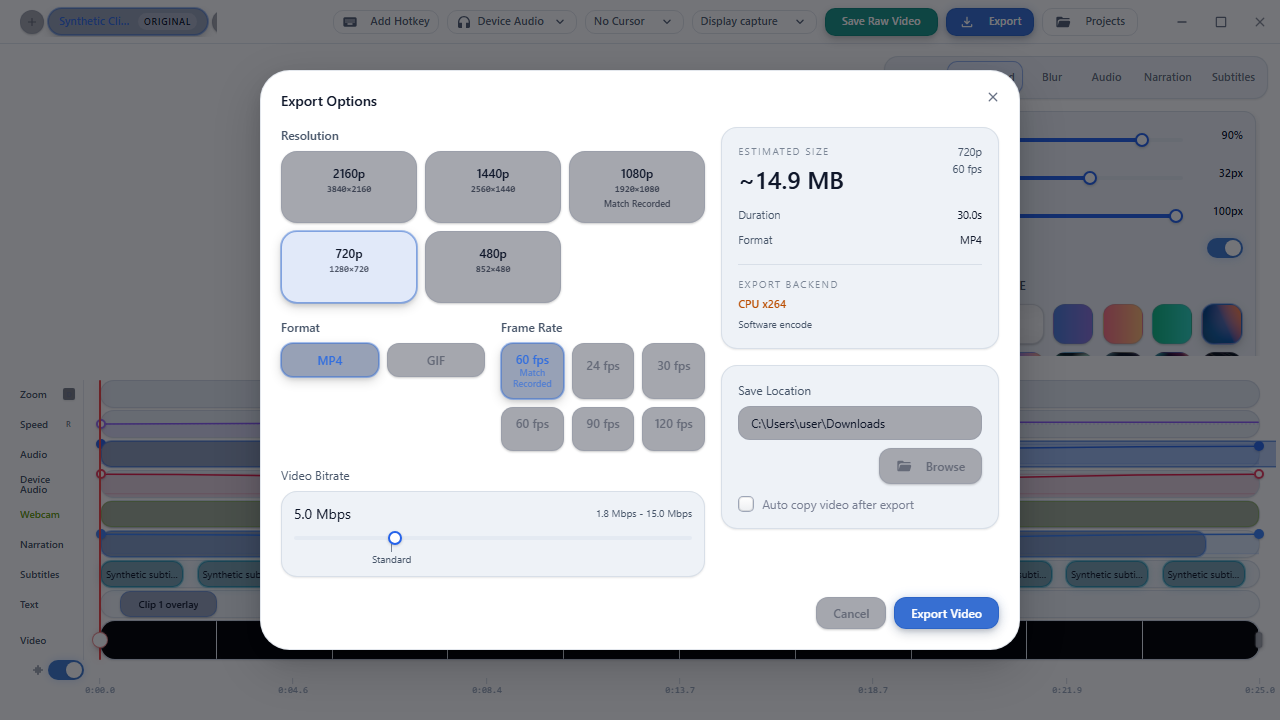 Synthetic Cli... ORIGINAL Add Hotkey Device Audio No Cursor Display capture Save Raw Video Export Projects
Blur Audio Narration Subtitles
Export Options
Resolution
2160p
3840×2160
1440p
2560×1440
1080p
1920×1080
Match Recorded
720p
1280×720
480p
852×480
Format
MP4 GIF
Frame Rate
60 fps
Match
Recorded
24 fps 30 fps
60 fps 90 fps 120 fps
Video Bitrate
5.0 Mbps 1.8 Mbps - 15.0 Mbps
Standard
ESTIMATED SIZE 720p
~14.9 MB 60 fps
Duration 30.0s
Format MP4
EXPORT BACKEND
CPU x264
Software encode
Save Location
C:\Users\user\Downloads
Browse
Auto copy video after export
Cancel Export Video
90%
32px
100px
Zoom
Speed R
Audio
Device
Audio
Webcam
Narration
Subtitles Synthetic subti... Synthetic subti... Synthetic subti...
Text Clip 1 overlay
Video
0:00.0 0:04.6 0:08.4 0:13.7 0:18.7 0:21.9 0:25.0